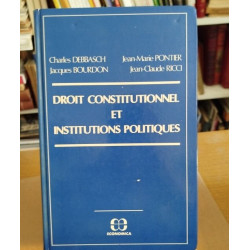 Charles DEBBASCH Jean-Marie PONTIER
Jacques BOURDON Jean-Claude RICCI
DROIT CONSTITUTIONNEL
ET
INSTITUTIONS POLITIQUES
ECONOMICA